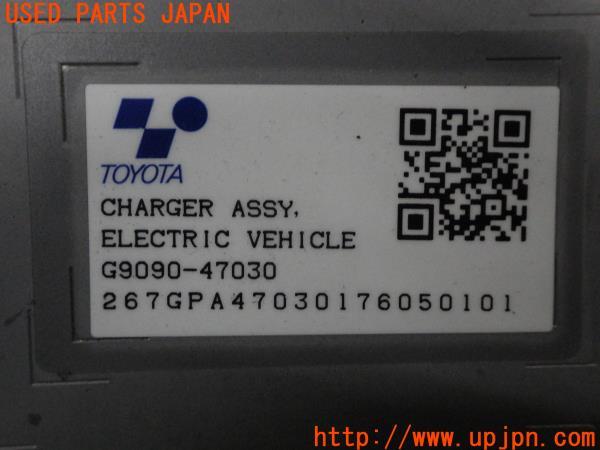 USED PARTS JAPAN
TOYOTA
CHARGER ASSY,
ELECTRIC VEHICLE
G9090-47030
267GPA47030176050101
http://www.upjpn.com/